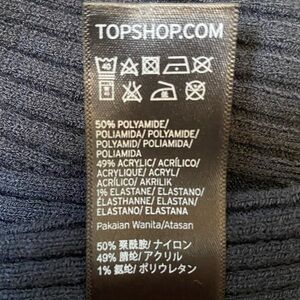 TOPSHOP.COM
40
50% POLYAMIDE/
POLIAMIDA/ POLYAMIDE/
POLYAMID/ POLIAMIDA/
POLIAMIDA
49% ACRYLIC/ ACRÍLICO/
ACRYLIQUE/ ACRYL/
ACRÍLICO/ AKRILIK
1% ELASTANE/ ELASTANO/
ÉLASTHANNE/ ELASTAN/
ELASTANO/ ELASTANA
Pakaian Wanita/Atasan
50% 聚酰胺/ ナイロン
49% 腈纶/ アクリル
1% 氨纶/ ポリウレタン